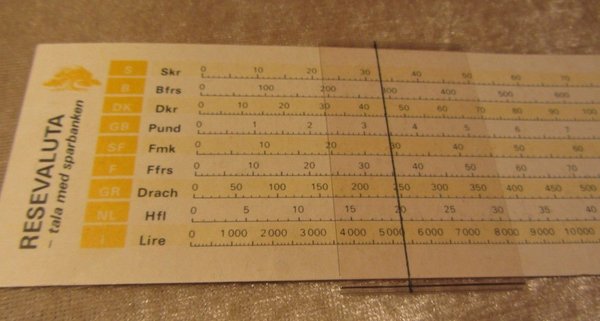 RESEVALUTA
– tala med sparbanken
S Skr 0 10 20 30 40 50 60 70
B Bfrs 0 100 200 300 400 500 600
DK Dkr 0 10 20 30 40 50 60 70 80 90 100
GB Pund 0 1 2 3 4 5 6 7
SF Fmk 0 10 20 30 40 50 60
F Ffrs 0 10 20 30 40 50 60 70 80
GR Drach 0 50 100 150 200 250 300 350 400 450 500
NL Hfl 0 5 10 15 20 25 30 35 40
I Lire 0 1000 2000 3000 4000 5000 6000 7000 8000 9000 10000